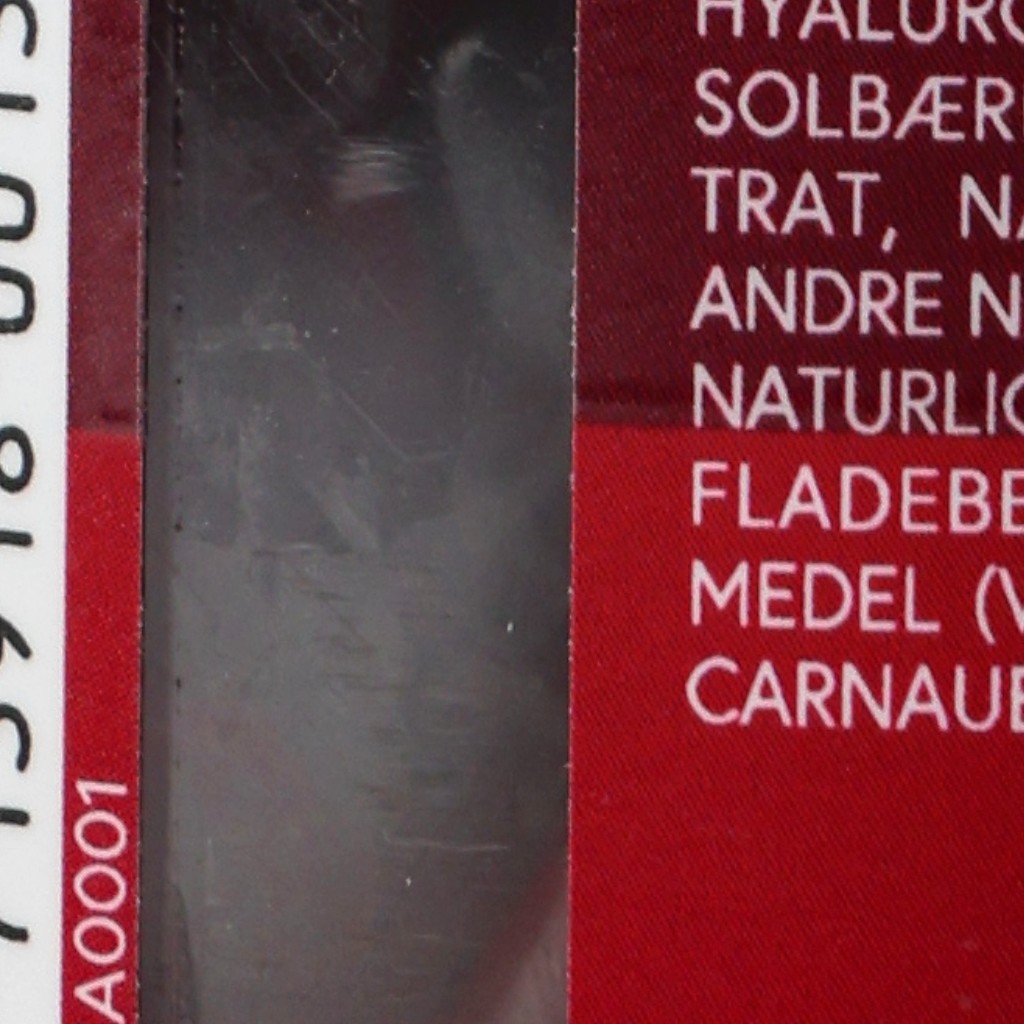 HYALURO
SOLBÆR
TRAT, NA
ANDRE N
NATURLIG
FLADEBE
MEDEL (V
CARNAUB
A0001